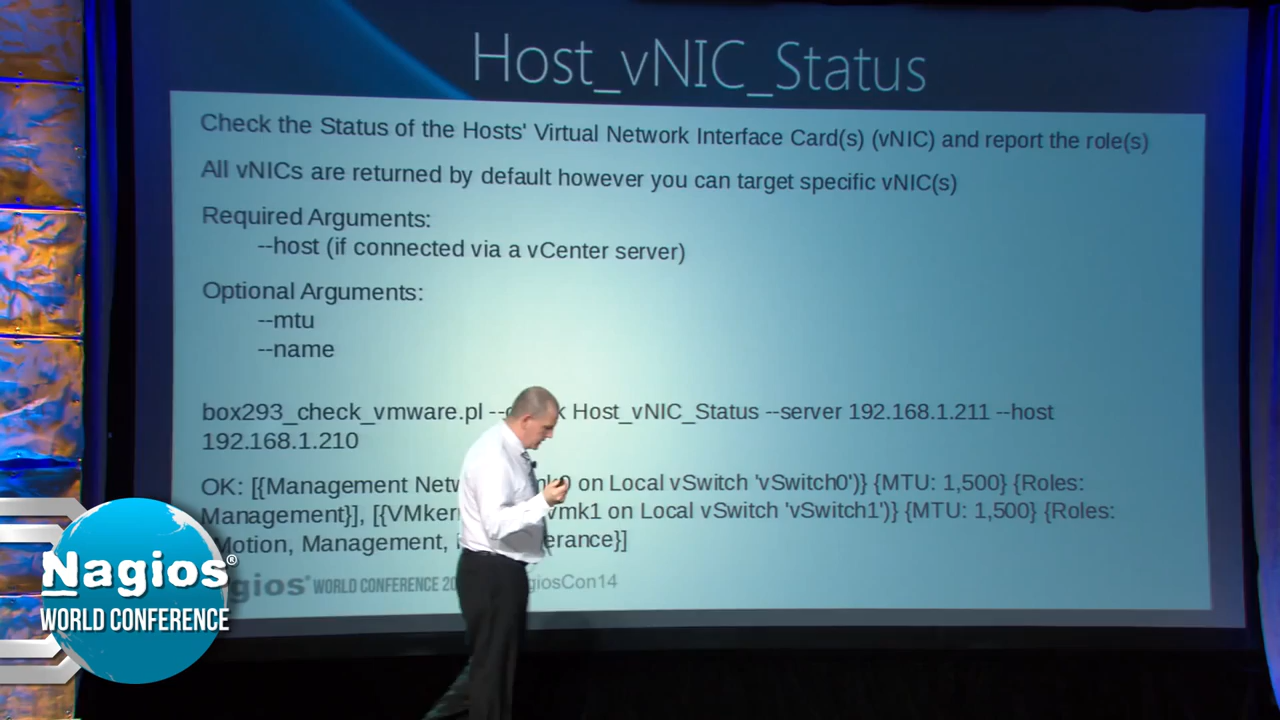 Host_vNIC_Status
Check the Status of the Hosts' Virtual Network Interface Card(s) (vNIC) and report the role(s)
All vNICs are returned by default however you can target specific vNIC(s)
Required Arguments:
--host (if connected via a vCenter server)
Optional Arguments:
--mtu
--name
box293_check_vmware.pl Host_vNIC_Status --server 192.168.1.211 --host
192.168.1.210
OK: [{Management on Local vSwitch 'vSwitch0')} {MTU: 1,500} {Roles:
Management}], vmk1 on Local vSwitch 'vSwitch1')} {MTU: 1,500} {Roles:
Management,
WORLD CONFERENCE
Nagios®
WORLD CONFERENCE